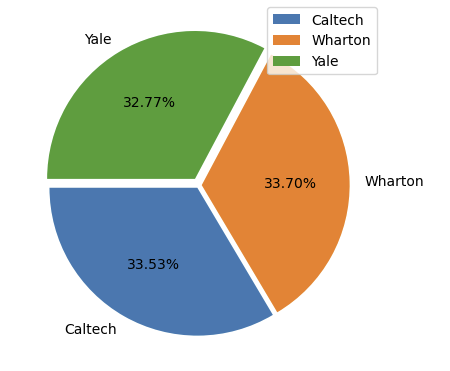 Caltech
Wharton
Yale
Yale
32.77%
33.70%
Wharton
33.53%
Caltech